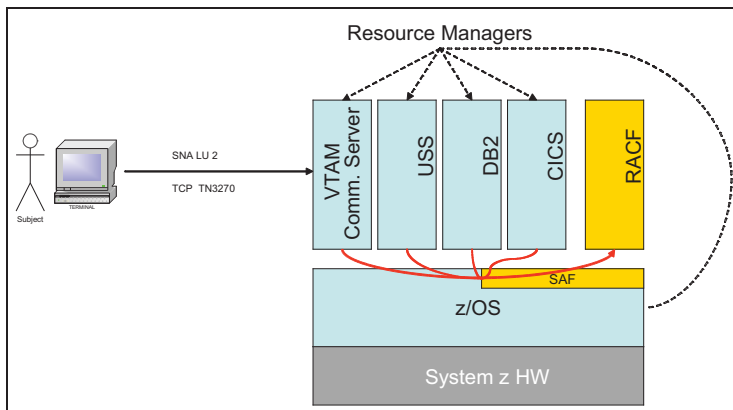 Resource Managers
SNA LU 2
TCP TN3270
Subject
TERMINAL
VTAM
Comm. Server
USS
DB2
CICS
RACF
SAF
z/OS
System z HW